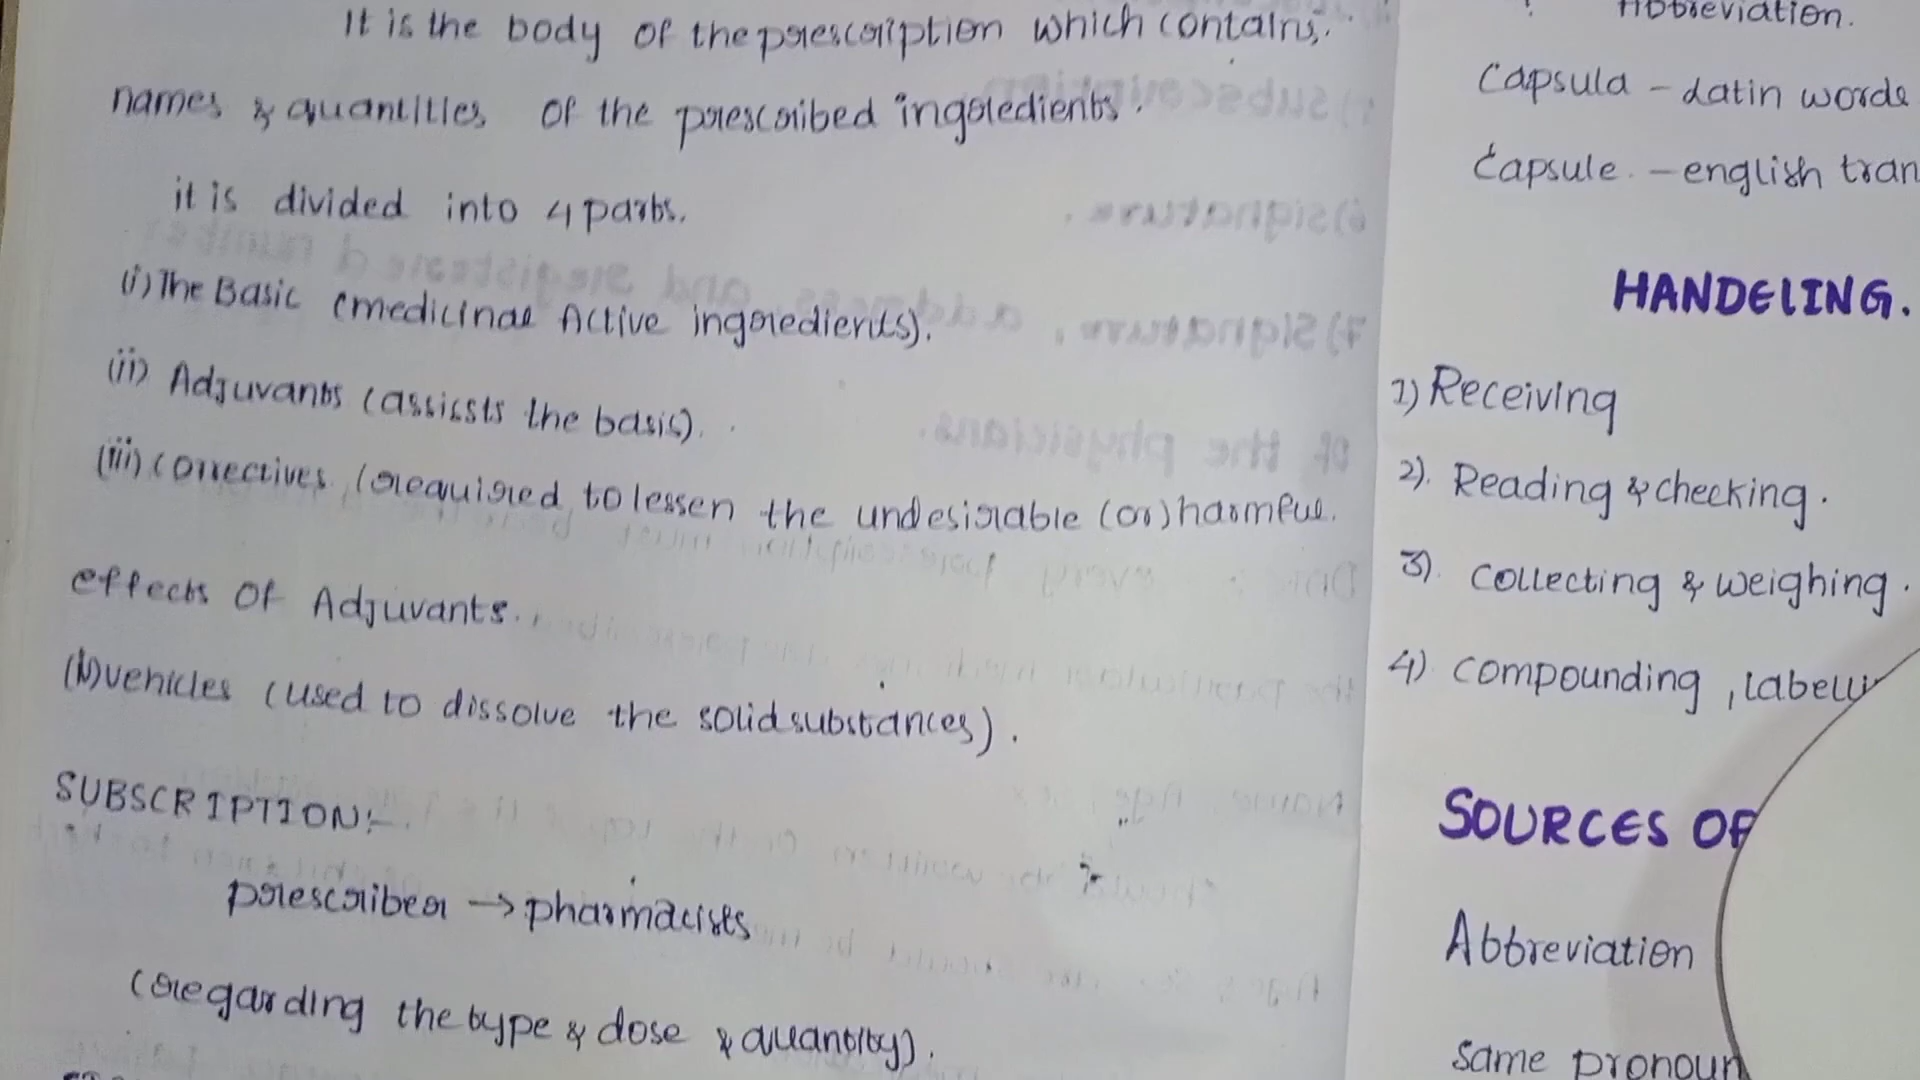 It is the body of the prescription which contains,
names & quantities of the prescribed ingredients.
it is divided into 4 parts.
(i) The Basic (medicinal Active ingredients).
(ii) Adjuvants (assissts the basis).
(iii) correctives (required to lessen the undesirable (or) harmful.
effects of Adjuvants.
(iv) vehicles (used to dissolve the solid substances).
SUBSCRIPTION:-
prescriber → pharmacists
(regarding the type & dose & quantity).
Abbreviation.
Capsula - Latin words
Capsule. - english tran
HANDELING.
1) Receiving
2). Reading & checking.
3). Collecting & weighing.
4) compounding, labelli
SOURCES OF
Abbreviation
same pronoun